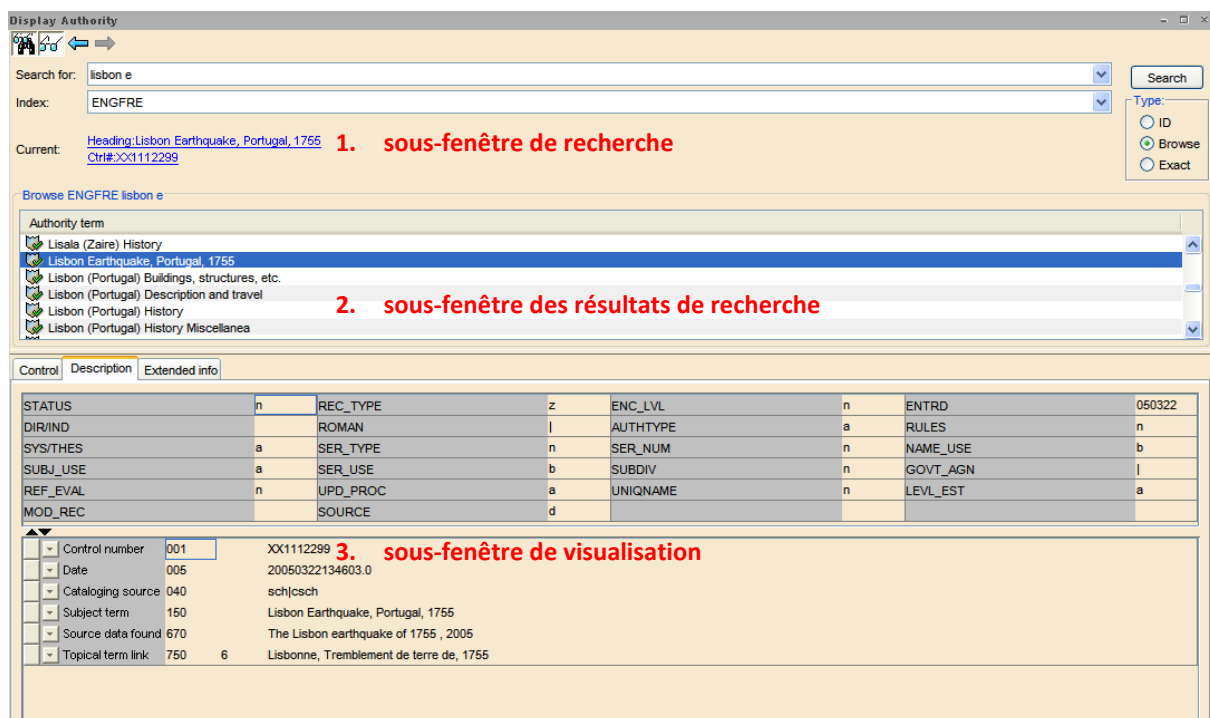 Display Authority
Search for: lisbon e Search
Index: ENGFRE Type:
ID
Current: Heading:Lisbon Earthquake, Portugal, 1755 1. sous-fenêtre de recherche Browse
Ctrl#:XX1112299 Exact
Browse ENGFRE lisbon e
Authority term
Lisala (Zaire) History
Lisbon Earthquake, Portugal, 1755
Lisbon (Portugal) Buildings, structures, etc.
Lisbon (Portugal) Description and travel
2. sous-fenêtre des résultats de recherche
Lisbon (Portugal) History
Lisbon (Portugal) History Miscellanea
Control Description Extended info
STATUS n REC_TYPE z ENC_LVL n ENTRD 050322
DIR/IND ROMAN | AUTHTYPE a RULES n
SYS/THES a SER_TYPE n SER_NUM n NAME_USE b
SUBJ_USE a SER_USE b SUBDIV n GOVT_AGN |
REF_EVAL n UPD_PROC a UNIQNAME n LEVL_EST a
MOD_REC SOURCE d
Control number 001 XX1112299 3. sous-fenêtre de visualisation
Date 005 20050322134603.0
Cataloging source 040 sch|csch
Subject term 150 Lisbon Earthquake, Portugal, 1755
Source data found 670 The Lisbon earthquake of 1755 , 2005
Topical term link 750 6 Lisbonne, Tremblement de terre de, 1755